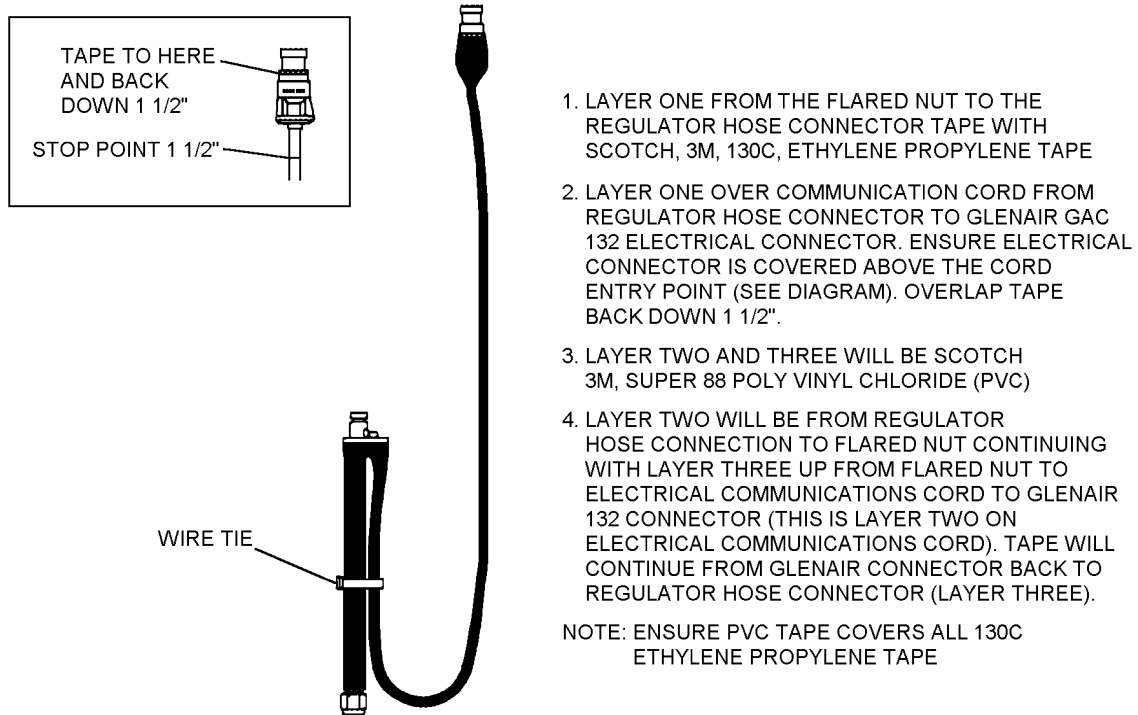 TAPE TO HERE
AND BACK
DOWN 1 1/2"
STOP POINT 1 1/2"
WIRE TIE
1. LAYER ONE FROM THE FLARED NUT TO THE
REGULATOR HOSE CONNECTOR TAPE WITH
SCOTCH, 3M, 130C, ETHYLENE PROPYLENE TAPE
2. LAYER ONE OVER COMMUNICATION CORD FROM
REGULATOR HOSE CONNECTOR TO GLENAIR GAC
132 ELECTRICAL CONNECTOR. ENSURE ELECTRICAL
CONNECTOR IS COVERED ABOVE THE CORD
ENTRY POINT (SEE DIAGRAM). OVERLAP TAPE
BACK DOWN 1 1/2".
3. LAYER TWO AND THREE WILL BE SCOTCH
3M, SUPER 88 POLY VINYL CHLORIDE (PVC)
4. LAYER TWO WILL BE FROM REGULATOR
HOSE CONNECTION TO FLARED NUT CONTINUING
WITH LAYER THREE UP FROM FLARED NUT TO
ELECTRICAL COMMUNICATIONS CORD TO GLENAIR
132 CONNECTOR (THIS IS LAYER TWO ON
ELECTRICAL COMMUNICATIONS CORD). TAPE WILL
CONTINUE FROM GLENAIR CONNECTOR BACK TO
REGULATOR HOSE CONNECTOR (LAYER THREE).
NOTE: ENSURE PVC TAPE COVERS ALL 130C
ETHYLENE PROPYLENE TAPE